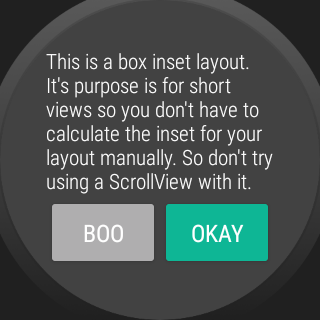 This is a box inset layout.
It's purpose is for short
views so you don't have to
calculate the inset for your
layout manually. So don't try
using a ScrollView with it.
BOO OKAY